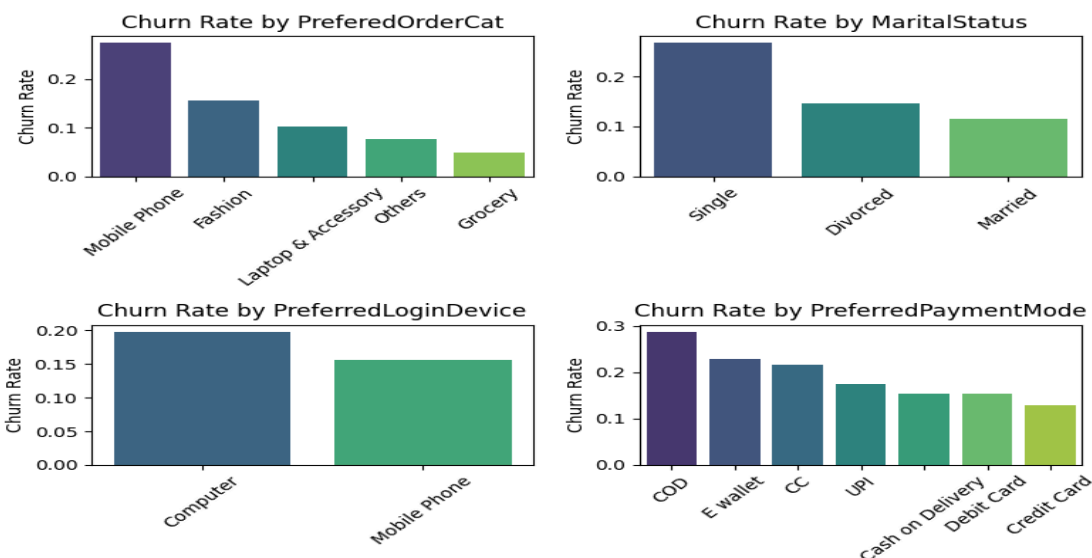 Churn Rate by PreferedOrderCat
Churn Rate
0.2
0.1
0.0
Mobile Phone
Fashion
Laptop & Accessory
Others
Grocery
Churn Rate by MaritalStatus
Churn Rate
0.2
0.1
0.0
Single
Divorced
Married
Churn Rate by PreferredLoginDevice
Churn Rate
0.20
0.15
0.10
0.05
0.00
Computer
Mobile Phone
Churn Rate by PreferredPaymentMode
Churn Rate
0.3
0.2
0.1
0.0
COD
E wallet
CC
UPI
Cash on Delivery
Debit Card
Credit Card